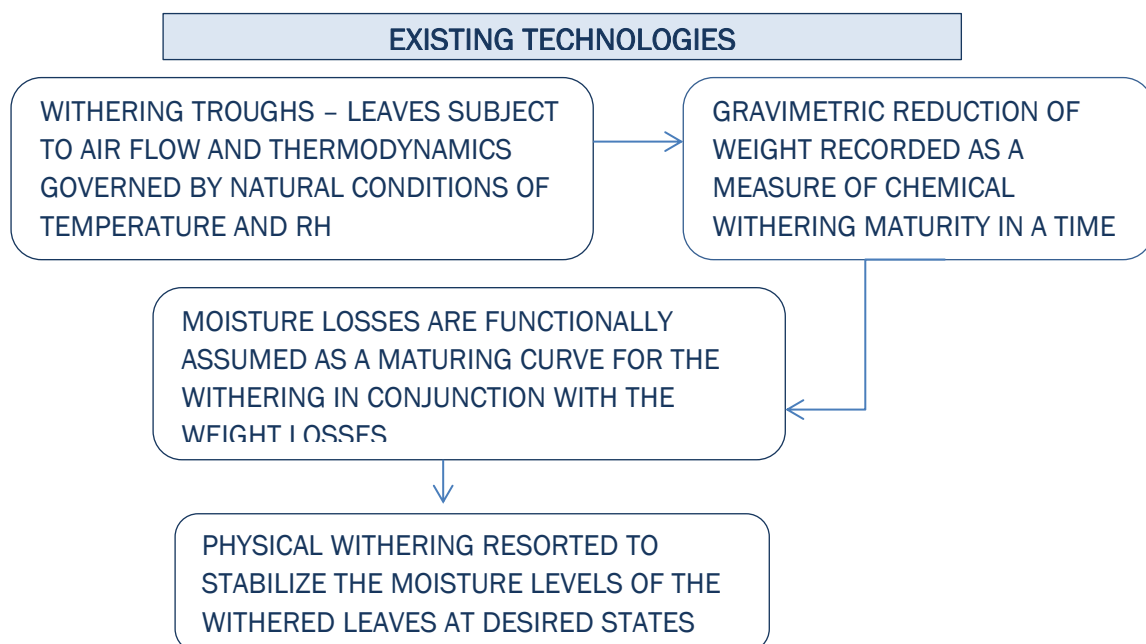 EXISTING TECHNOLOGIES
WITHERING TROUGHS – LEAVES SUBJECT
TO AIR FLOW AND THERMODYNAMICS
GOVERNED BY NATURAL CONDITIONS OF
TEMPERATURE AND RH
GRAVIMETRIC REDUCTION OF
WEIGHT RECORDED AS A
MEASURE OF CHEMICAL
WITHERING MATURITY IN A TIME
MOISTURE LOSSES ARE FUNCTIONALLY
ASSUMED AS A MATURING CURVE FOR THE
WITHERING IN CONJUNCTION WITH THE
WEIGHT LOSSES
PHYSICAL WITHERING RESORTED TO
STABILIZE THE MOISTURE LEVELS OF THE
WITHERED LEAVES AT DESIRED STATES